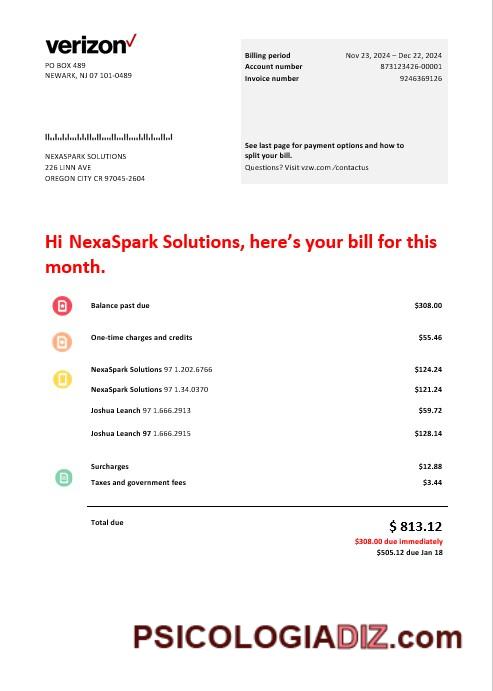 verizon
PO BOX 489
NEWARK, NJ 07 101-0489
Billing period Nov 23, 2024 – Dec 22, 2024
Account number 873123426-00001
Invoice number 9246369126
See last page for payment options and how to
split your bill.
Questions? Visit vzw.com/contactus
NEXASPARK SOLUTIONS
226 LINN AVE
OREGON CITY CR 97045-2604
Hi NexaSpark Solutions, here's your bill for this
month.
Balance past due $308.00
One-time charges and credits $55.46
NexaSpark Solutions 97 1.202.6766 $124.24
NexaSpark Solutions 97 1.34.0370 $121.24
Joshua Leanch 97 1.666.2913 $59.72
Joshua Leanch 97 1.666.2915 $128.14
Surcharges $12.88
Taxes and government fees $3.44
Total due $ 813.12
$308.00 due immediately
$505.12 due Jan 18
PSICOLOGIADIZ.com